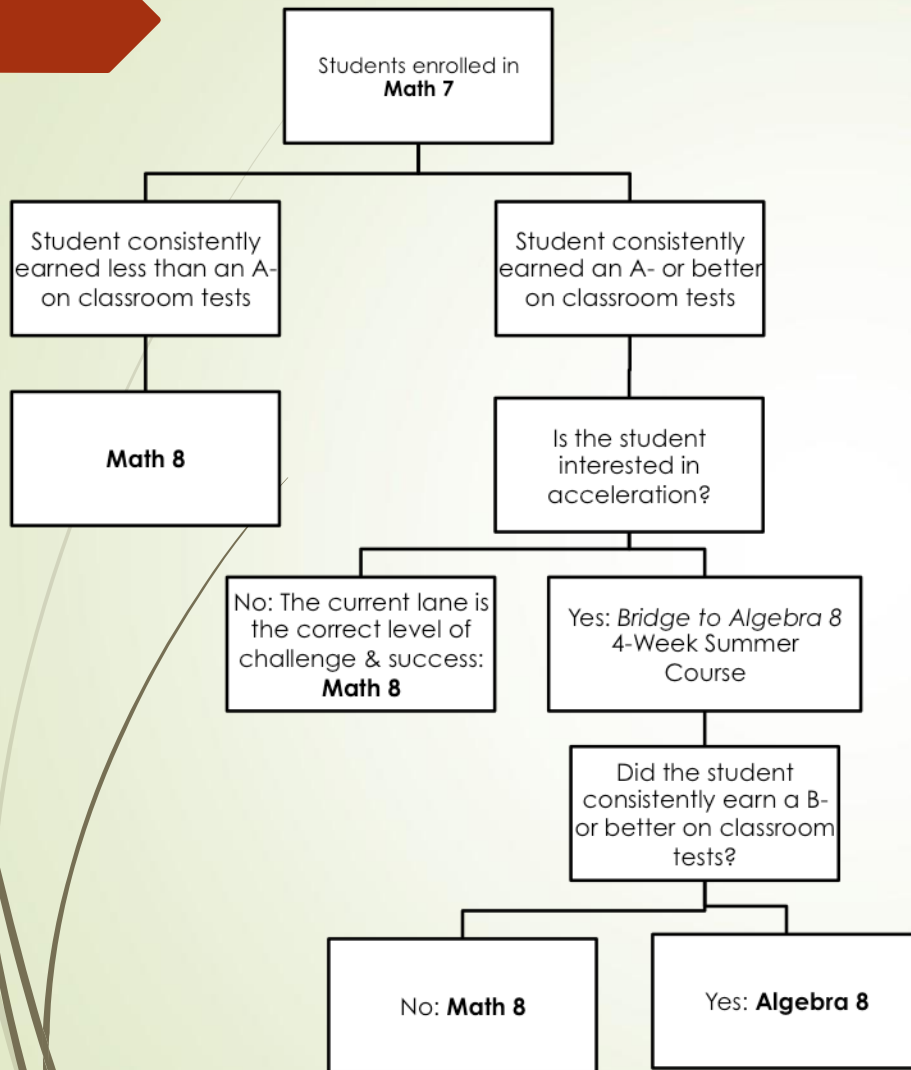 Students enrolled in
Math 7
Student consistently
earned less than an A-
on classroom tests
Student consistently
earned an A- or better
on classroom tests
Math 8
Is the student
interested in
acceleration?
No: The current lane is
the correct level of
challenge & success:
Math 8
Yes: Bridge to Algebra 8
4-Week Summer
Course
Did the student
consistently earn a B-
or better on classroom
tests?
No: Math 8
Yes: Algebra 8